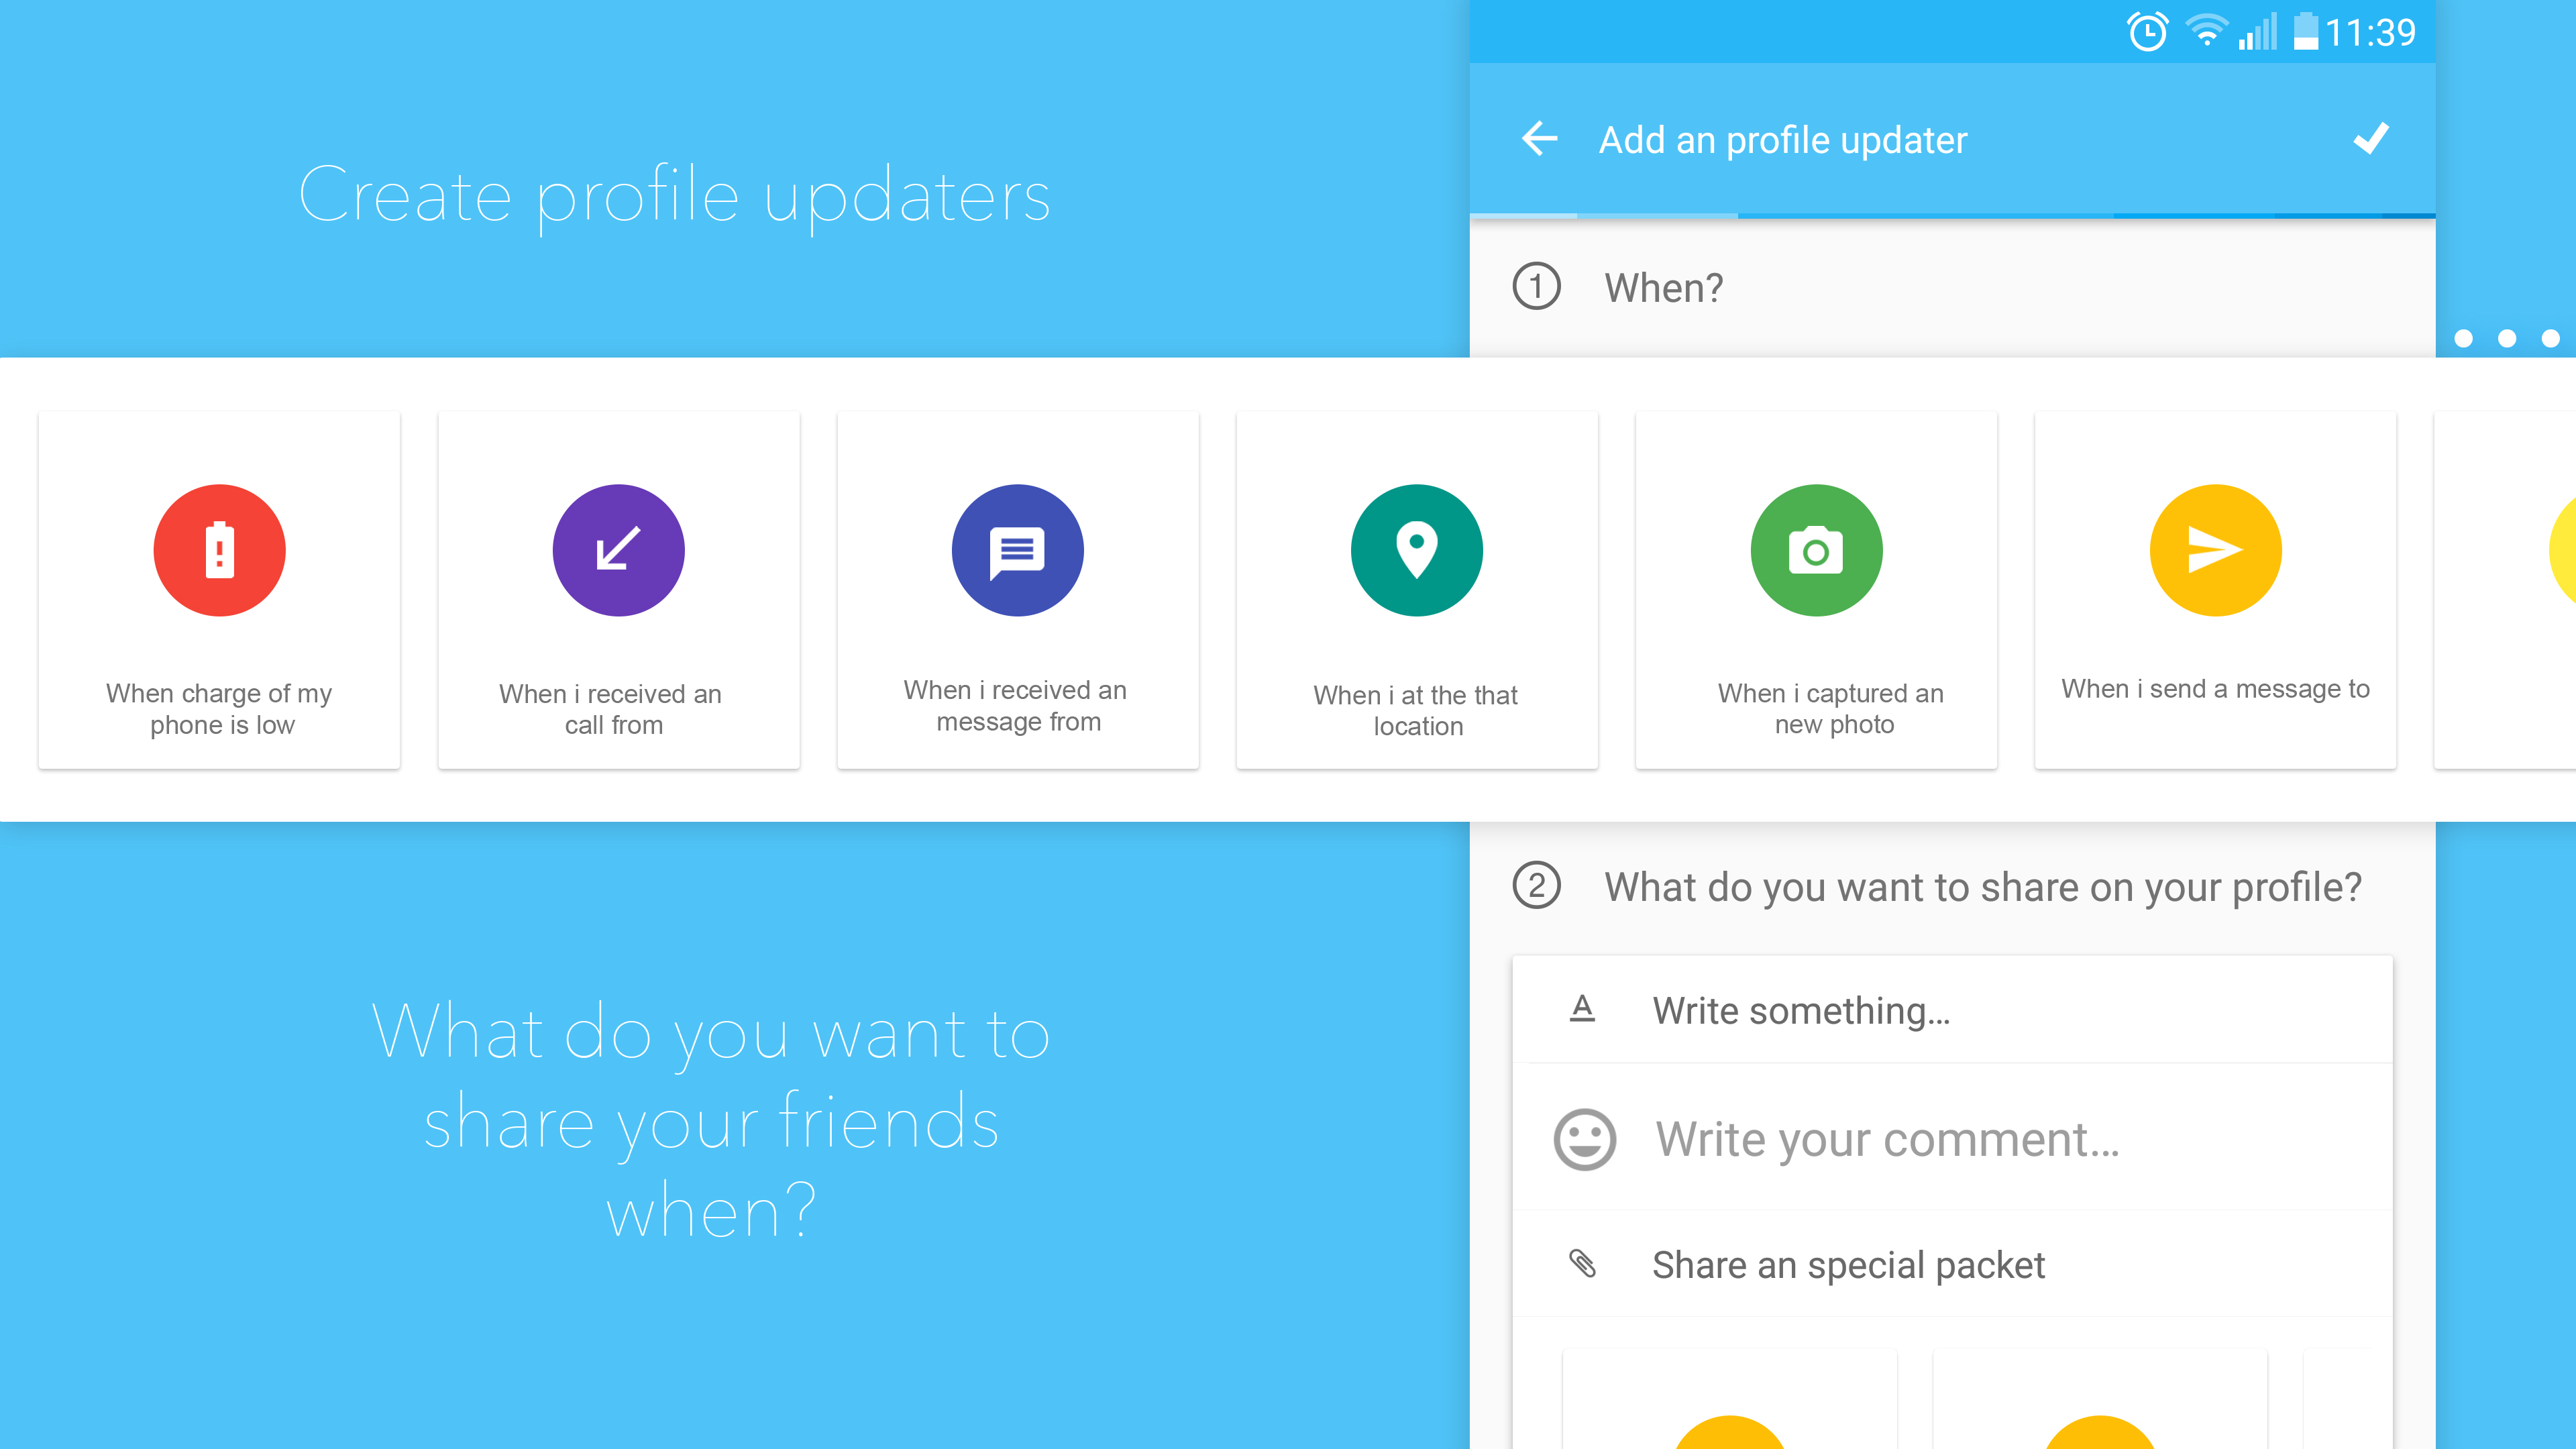 11:39
Add an profile updater
Create profile updaters
1 When?
When charge of my
phone is low
When i received an
call from
When i received an
message from
When i at the that
location
When i captured an
new photo
When i send a message to
2 What do you want to share on your profile?
Write something...
Write your comment...
Share an special packet
What do you want to
share your friends
when?